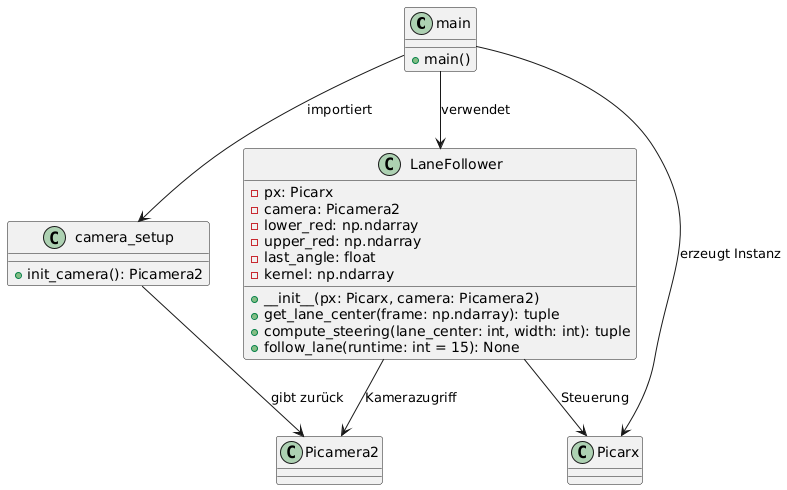 C main
main()
importiert
verwendet
erzeugt Instanz
C LaneFollower
px: Picarx
camera: Picamera2
lower_red: np.ndarray
upper_red: np.ndarray
last_angle: float
kernel: np.ndarray
__init__(px: Picarx, camera: Picamera2)
get_lane_center(frame: np.ndarray): tuple
compute_steering(lane_center: int, width: int): tuple
follow_lane(runtime: int = 15): None
C camera_setup
init_camera(): Picamera2
gibt zurück
Kamerazugriff
Steuerung
C Picamera2
C Picarx